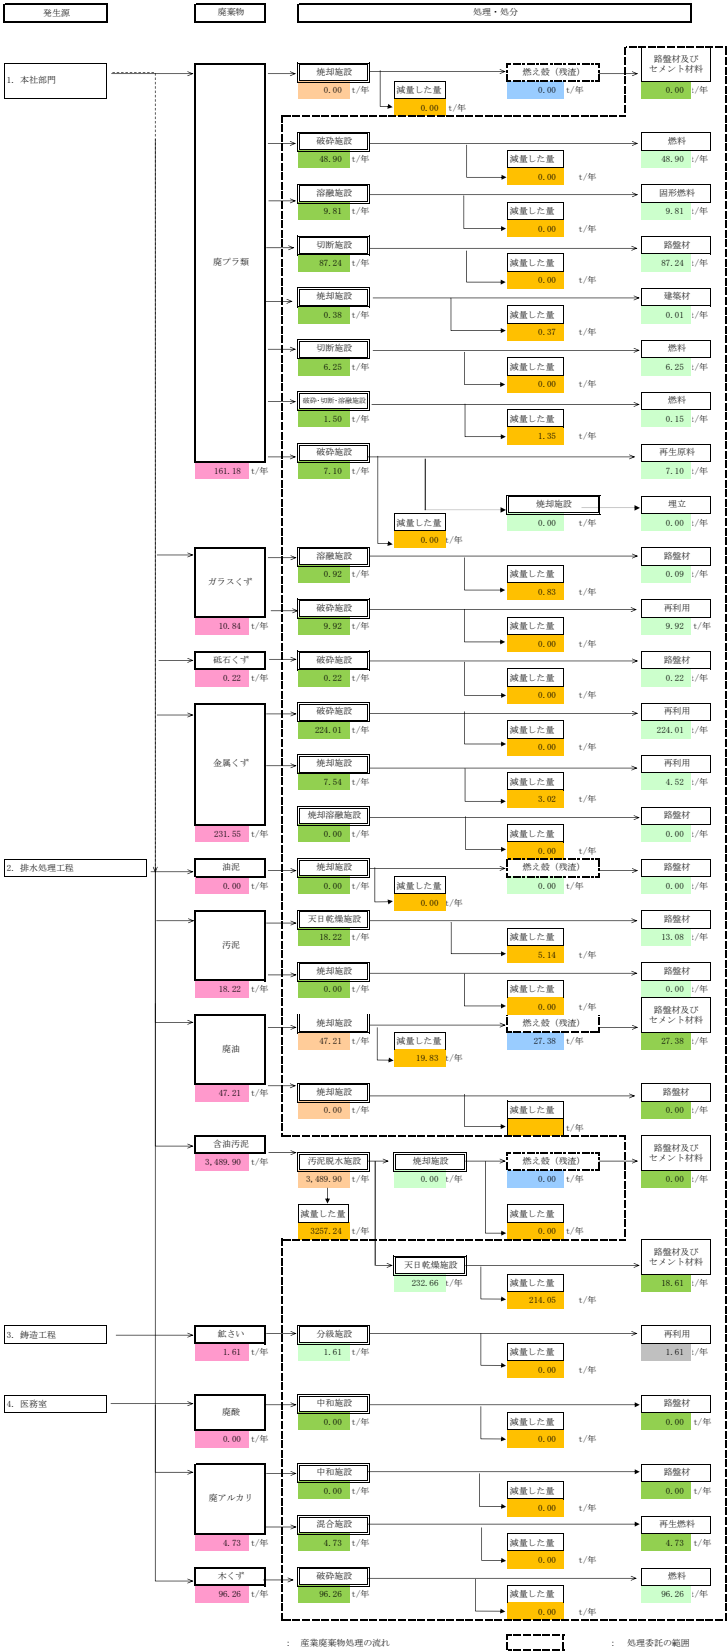 発生源
廃棄物
処理・処分
1. 本社部門
廃プラ類
161.18 t/年
焼却施設
0.00 t/年
減量した量
0.00 t/年
燃え殻（残渣）
0.00 t/年
路盤材及び
セメント材料
0.00 t/年
破砕施設
48.90 t/年
減量した量
0.00 t/年
燃料
48.90 t/年
溶融施設
9.81 t/年
減量した量
0.00 t/年
固形燃料
9.81 t/年
切断施設
87.24 t/年
減量した量
0.00 t/年
路盤材
87.24 t/年
焼却施設
0.38 t/年
減量した量
0.37 t/年
建築材
0.01 t/年
切断施設
6.25 t/年
減量した量
0.00 t/年
燃料
6.25 t/年
破砕・切断・溶融施設
1.50 t/年
減量した量
1.35 t/年
燃料
0.15 t/年
破砕施設
7.10 t/年
減量した量
0.00 t/年
再生原料
7.10 t/年
焼却施設
0.00 t/年
埋立
0.00 t/年
ガラスくず
10.84 t/年
溶融施設
0.92 t/年
減量した量
0.83 t/年
路盤材
0.09 t/年
破砕施設
9.92 t/年
減量した量
0.00 t/年
再利用
9.92 t/年
砥石くず
0.22 t/年
破砕施設
0.22 t/年
減量した量
0.00 t/年
路盤材
0.22 t/年
金属くず
231.55 t/年
破砕施設
224.01 t/年
減量した量
0.00 t/年
再利用
224.01 t/年
焼却施設
7.54 t/年
減量した量
3.02 t/年
再利用
4.52 t/年
焼却溶融施設
0.00 t/年
減量した量
0.00 t/年
路盤材
0.00 t/年
2. 排水処理工程
油泥
0.00 t/年
焼却施設
0.00 t/年
減量した量
0.00 t/年
燃え殻（残渣）
0.00 t/年
路盤材
0.00 t/年
汚泥
18.22 t/年
天日乾燥施設
18.22 t/年
減量した量
5.14 t/年
路盤材
13.08 t/年
焼却施設
0.00 t/年
減量した量
0.00 t/年
路盤材
0.00 t/年
廃油
47.21 t/年
焼却施設
47.21 t/年
減量した量
19.83 t/年
燃え殻（残渣）
27.38 t/年
路盤材及び
セメント材料
27.38 t/年
焼却施設
0.00 t/年
減量した量
t/年
路盤材
0.00 t/年
含油汚泥
3,489.90 t/年
汚泥脱水施設
3,489.90 t/年
減量した量
3257.24 t/年
焼却施設
0.00 t/年
燃え殻（残渣）
0.00 t/年
減量した量
0.00 t/年
路盤材及び
セメント材料
0.00 t/年
天日乾燥施設
232.66 t/年
減量した量
214.05 t/年
路盤材及び
セメント材料
18.61 t/年
3. 鋳造工程
鉱さい
1.61 t/年
分級施設
1.61 t/年
減量した量
0.00 t/年
再利用
1.61 t/年
4. 医務室
廃酸
0.00 t/年
中和施設
0.00 t/年
減量した量
0.00 t/年
路盤材
0.00 t/年
廃アルカリ
4.73 t/年
中和施設
0.00 t/年
減量した量
0.00 t/年
路盤材
0.00 t/年
混合施設
4.73 t/年
減量した量
0.00 t/年
再生燃料
4.73 t/年
木くず
96.26 t/年
破砕施設
96.26 t/年
減量した量
0.00 t/年
燃料
96.26 t/年
： 産業廃棄物処理の流れ
： 処理委託の範囲